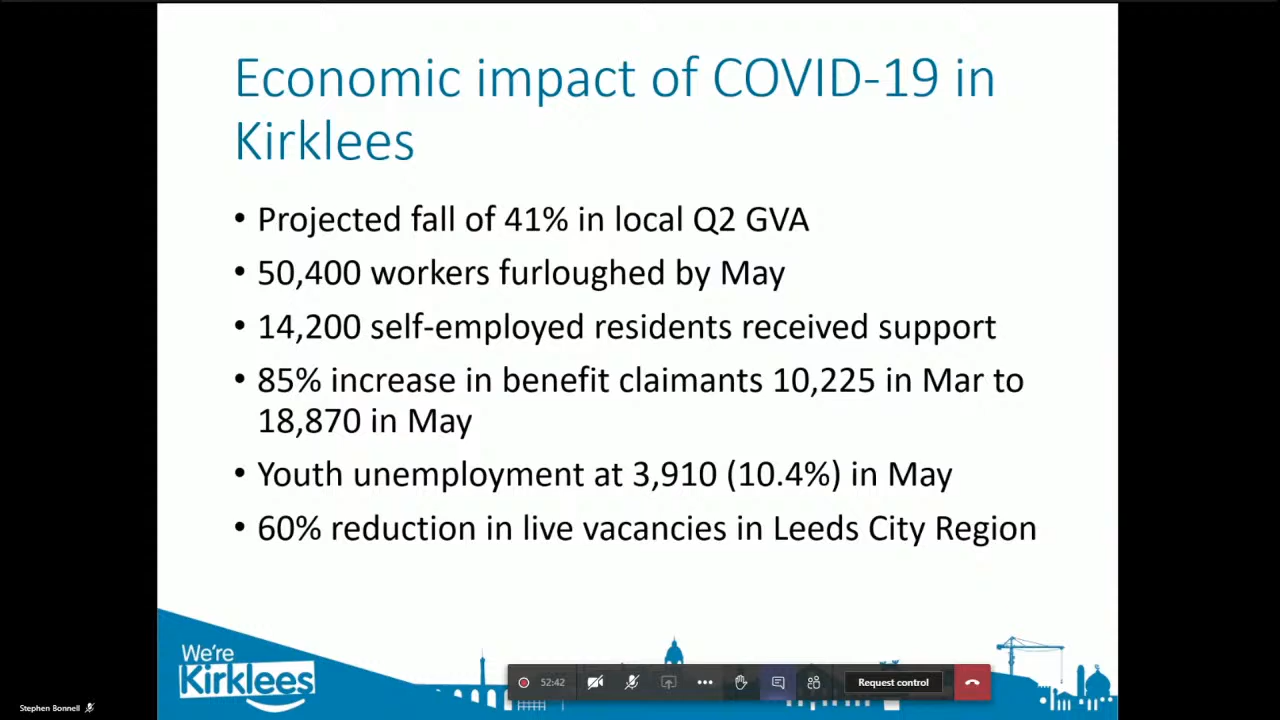 Economic impact of COVID-19 in
Kirklees
• Projected fall of 41% in local Q2 GVA
• 50,400 workers furloughed by May
• 14,200 self-employed residents received support
• 85% increase in benefit claimants 10,225 in Mar to
18,870 in May
• Youth unemployment at 3,910 (10.4%) in May
• 60% reduction in live vacancies in Leeds City Region
We're
Kirklees
52:42
Request control
Stephen Bonnell